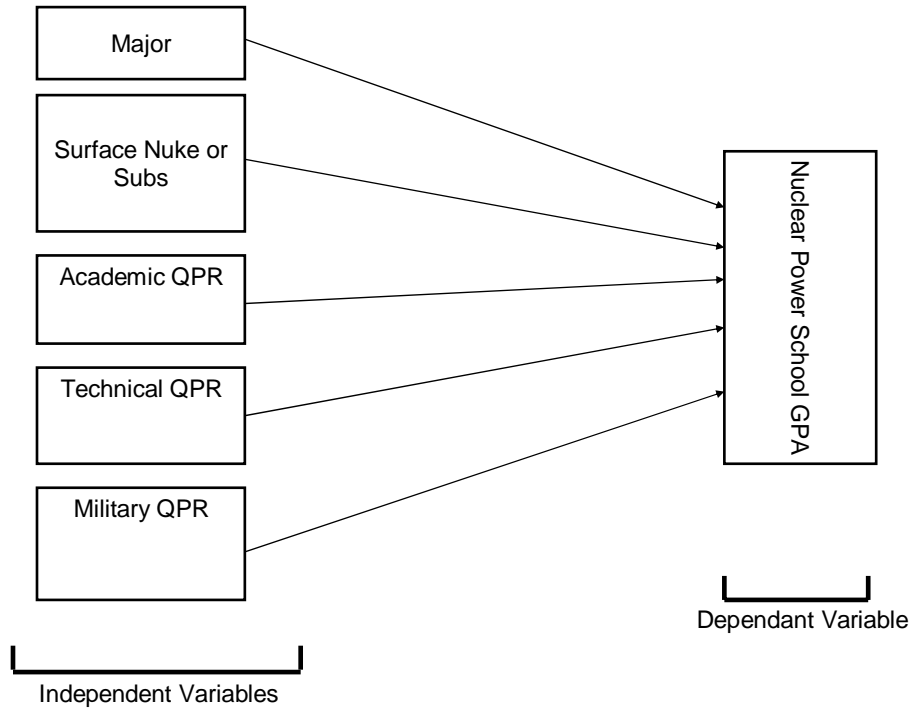 Major
Surface Nuke or
Subs
Academic QPR
Technical QPR
Military QPR
Nuclear Power School GPA
Dependant Variable
Independent Variables